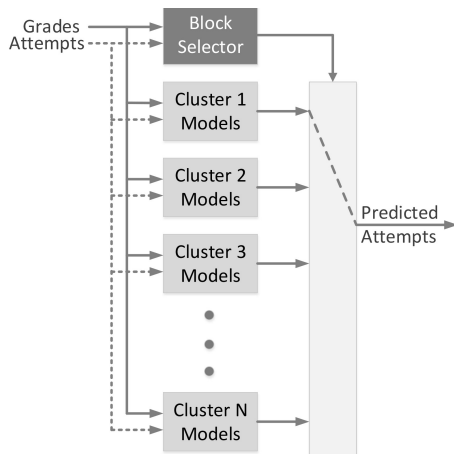 Grades
Attempts
Block
Selector
Cluster 1
Models
Cluster 2
Models
Cluster 3
Models
Cluster N
Models
Predicted
Attempts